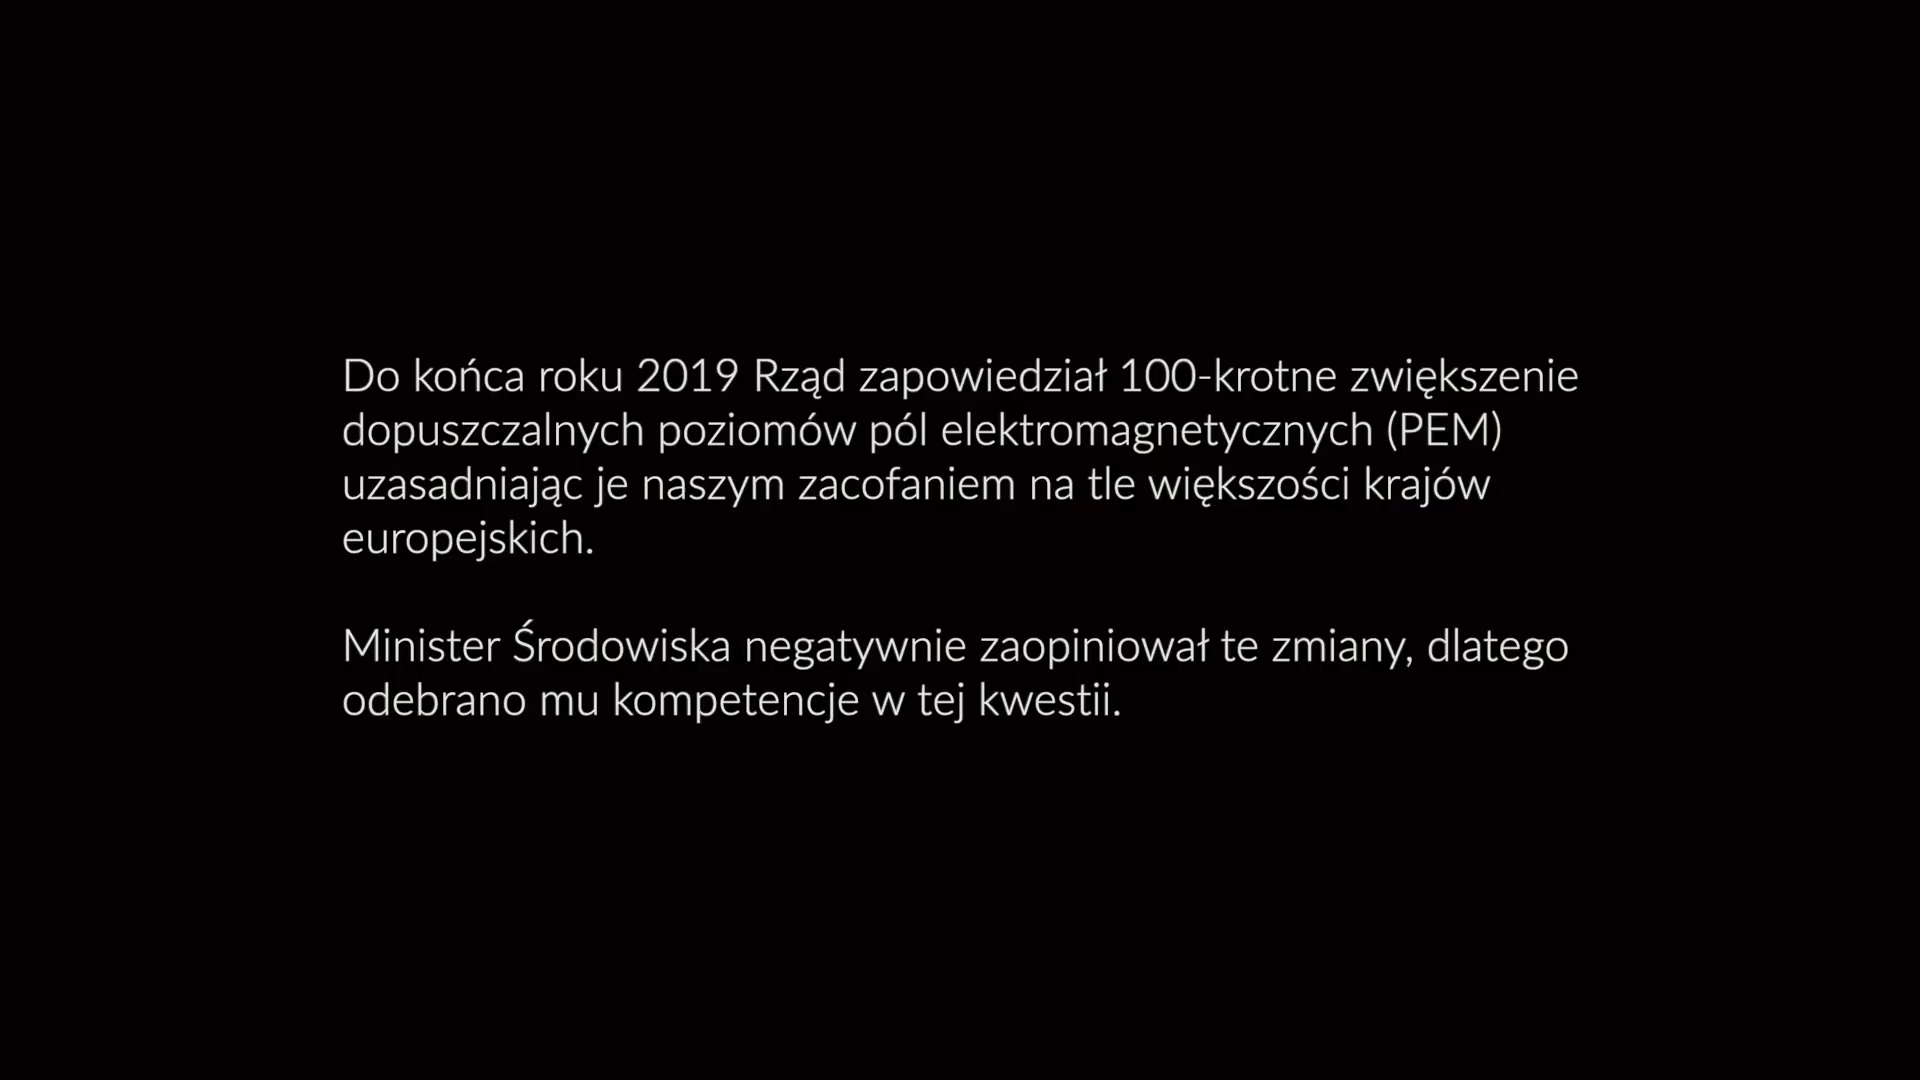 Do końca roku 2019 Rząd zapowiedział 100-krotne zwiększenie
dopuszczalnych poziomów pól elektromagnetycznych (PEM)
uzasadniając je naszym zacofaniem na tle większości krajów
europejskich.
Minister Środowiska negatywnie zaopiniował te zmiany, dlatego
odebrano mu kompetencje w tej kwestii.